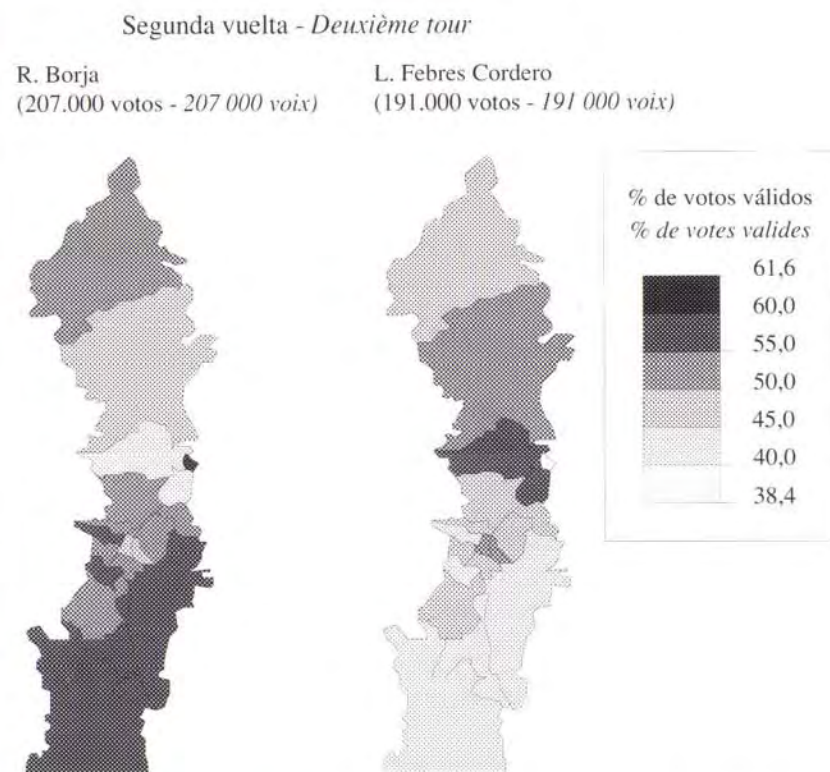 Segunda vuelta - Deuxième tour
R. Borja
(207.000 votos - 207 000 voix)
L. Febres Cordero
(191.000 votos - 191 000 voix)
% de votos válidos
% de votes valides
61,6
60,0
55,0
50,0
45,0
40,0
38,4